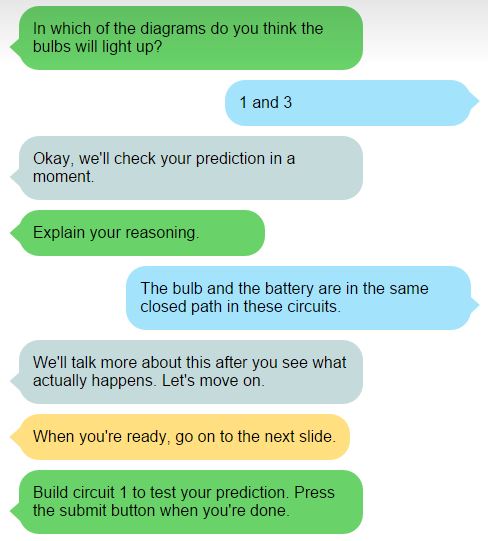 In which of the diagrams do you think the
bulbs will light up?
1 and 3
Okay, we'll check your prediction in a
moment.
Explain your reasoning.
The bulb and the battery are in the same
closed path in these circuits.
We'll talk more about this after you see what
actually happens. Let's move on.
When you're ready, go on to the next slide.
Build circuit 1 to test your prediction. Press
the submit button when you're done.